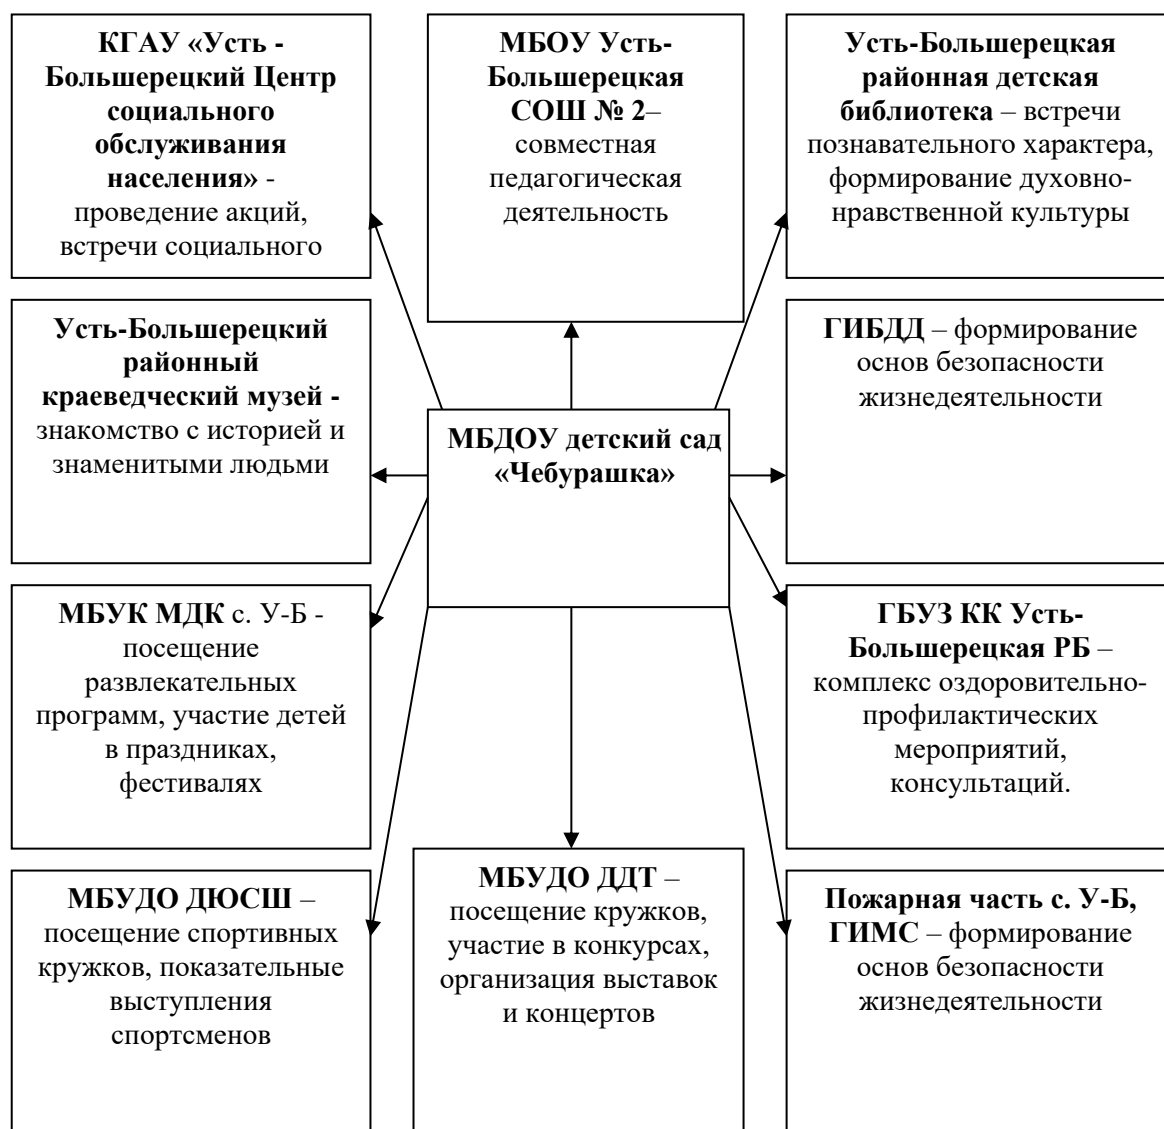 КГАУ «Усть -
Большерецкий Центр
социального
обслуживания
населения» -
проведение акций,
встречи социального
МБОУ Усть-
Большерецкая
СОШ № 2–
совместная
педагогическая
деятельность
Усть-Большерецкая
районная детская
библиотека – встречи
познавательного характера,
формирование духовно-
нравственной культуры
Усть-Большерецкий
районный
краеведческий музей -
знакомство с историей и
знаменитыми людьми
МБДОУ детский сад
«Чебурашка»
ГИБДД – формирование
основ безопасности
жизнедеятельности
МБУК МДК с. У-Б -
посещение
развлекательных
программ, участие детей
в праздниках,
фестивалях
ГБУЗ КК Усть-
Большерецкая РБ –
комплекс оздоровительно-
профилактических
мероприятий,
консультаций.
МБУДО ДЮСШ –
посещение спортивных
кружков, показательные
выступления
спортсменов
МБУДО ДДТ –
посещение кружков,
участие в конкурсах,
организация выставок
и концертов
Пожарная часть с. У-Б,
ГИМС – формирование
основ безопасности
жизнедеятельности